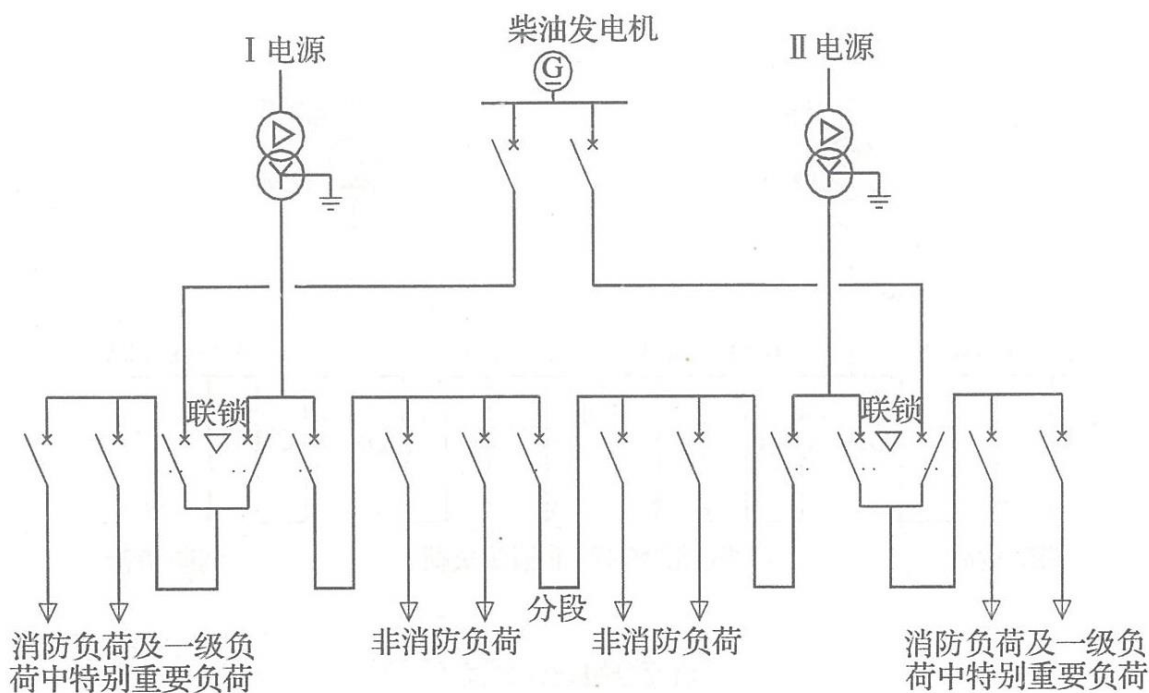 柴油发电机
Ⅰ电源
G
Ⅱ电源
联锁
联锁
分段
消防负荷及一级负
荷中特别重要负荷
非消防负荷
非消防负荷
消防负荷及一级负
荷中特别重要负荷